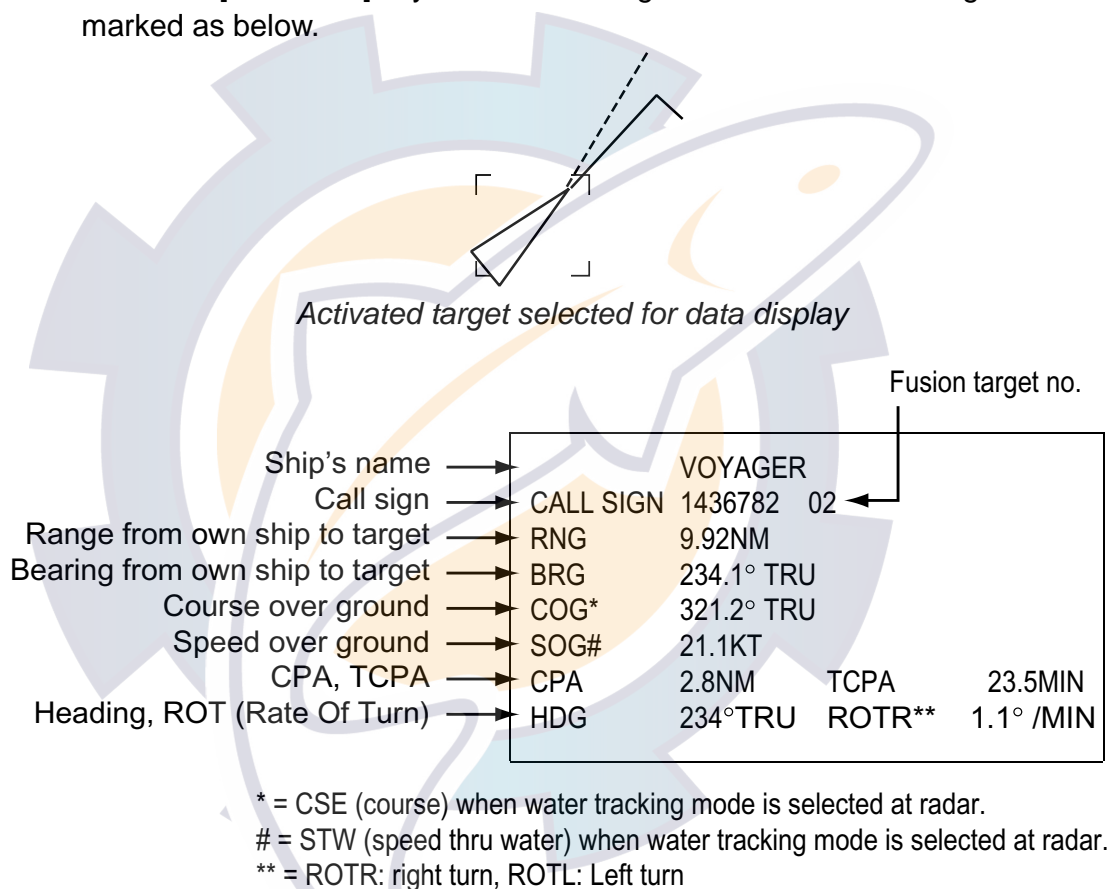 marked as below.
Activated target selected for data display
Fusion target no.
Ship's name VOYAGER
Call sign CALL SIGN 1436782 02
Range from own ship to target RNG 9.92NM
Bearing from own ship to target BRG 234.1° TRU
Course over ground COG* 321.2° TRU
Speed over ground SOG# 21.1KT
CPA, TCPA CPA 2.8NM TCPA 23.5MIN
Heading, ROT (Rate Of Turn) HDG 234°TRU ROTR** 1.1° /MIN
* = CSE (course) when water tracking mode is selected at radar.
# = STW (speed thru water) when water tracking mode is selected at radar.
** = ROTR: right turn, ROTL: Left turn